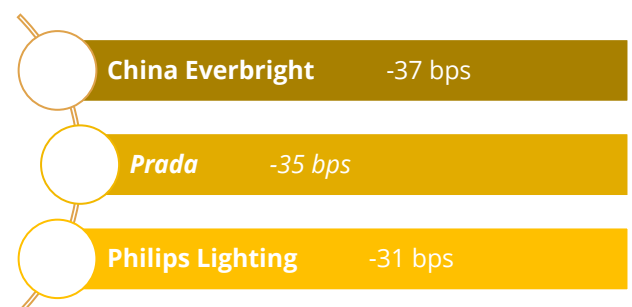 China Everbright -37 bps
Prada -35 bps
Philips Lighting -31 bps